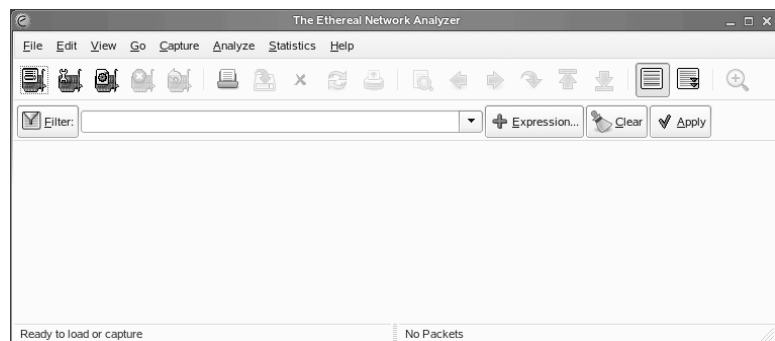 The Ethereal Network Analyzer
File Edit View Go Capture Analyze Statistics Help
Filter: Expression... Clear Apply
Ready to load or capture No Packets